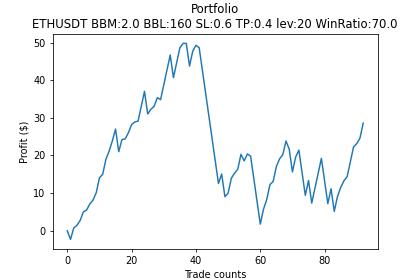 Portfolio
ETHUSDT BBM:2.0 BBL:160 SL:0.6 TP:0.4 lev:20 WinRatio:70.0
50
40
30
20
10
0
Profit ($)
0 20 40 60 80
Trade counts